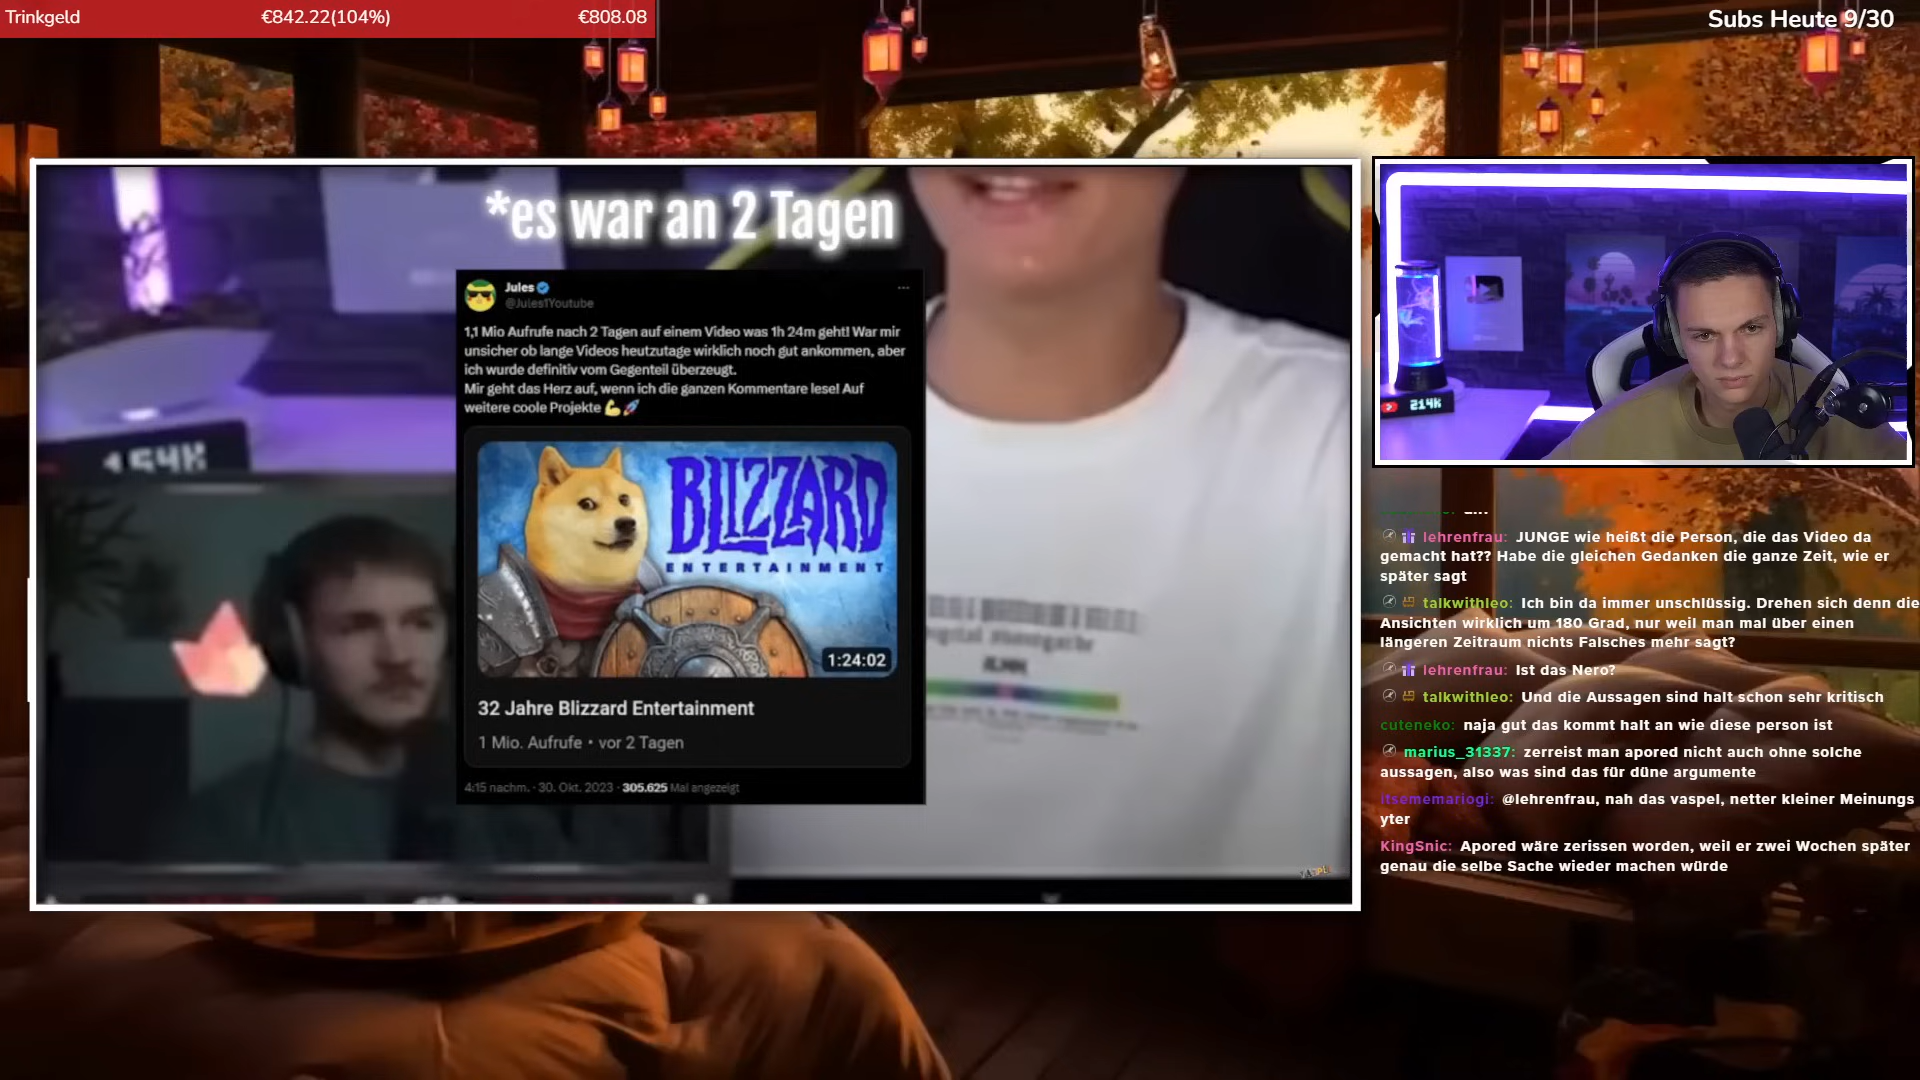 Trinkgeld €842.22(104%) €808.08
Subs Heute 9/30
*es war an 2 Tagen
Jules
@Jules1Youtube
1,1 Mio Aufrufe nach 2 Tagen auf einem Video was 1h 24m geht! War mir
unsicher ob lange Videos heutzutage wirklich noch gut ankommen, aber
ich wurde definitiv vom Gegenteil überzeugt.
Mir geht das Herz auf, wenn ich die ganzen Kommentare lese! Auf
weitere coole Projekte 💪🚀
BLIZZARD
ENTERTAINMENT
1:24:02
32 Jahre Blizzard Entertainment
1 Mio. Aufrufe • vor 2 Tagen
4:15 nachm. · 30. Okt. 2023 · 305.625 Mal angezeigt
154K
214K
lehrenfrau: JUNGE wie heißt die Person, die das Video da
gemacht hat?? Habe die gleichen Gedanken die ganze Zeit, wie er
später sagt
talkwithleo: Ich bin da immer unschlüssig. Drehen sich denn die
Ansichten wirklich um 180 Grad, nur weil man mal über einen
längeren Zeitraum nichts Falsches mehr sagt?
lehrenfrau: Ist das Nero?
talkwithleo: Und die Aussagen sind halt schon sehr kritisch
cuteneko: naja gut das kommt halt an wie diese person ist
marius_31337: zerreist man apored nicht auch ohne solche
aussagen, also was sind das für düne argumente
itsememariogi: @lehrenfrau, nah das vaspel, netter kleiner Meinungs
yter
KingSnic: Apored wäre zerissen worden, weil er zwei Wochen später
genau die selbe Sache wieder machen würde